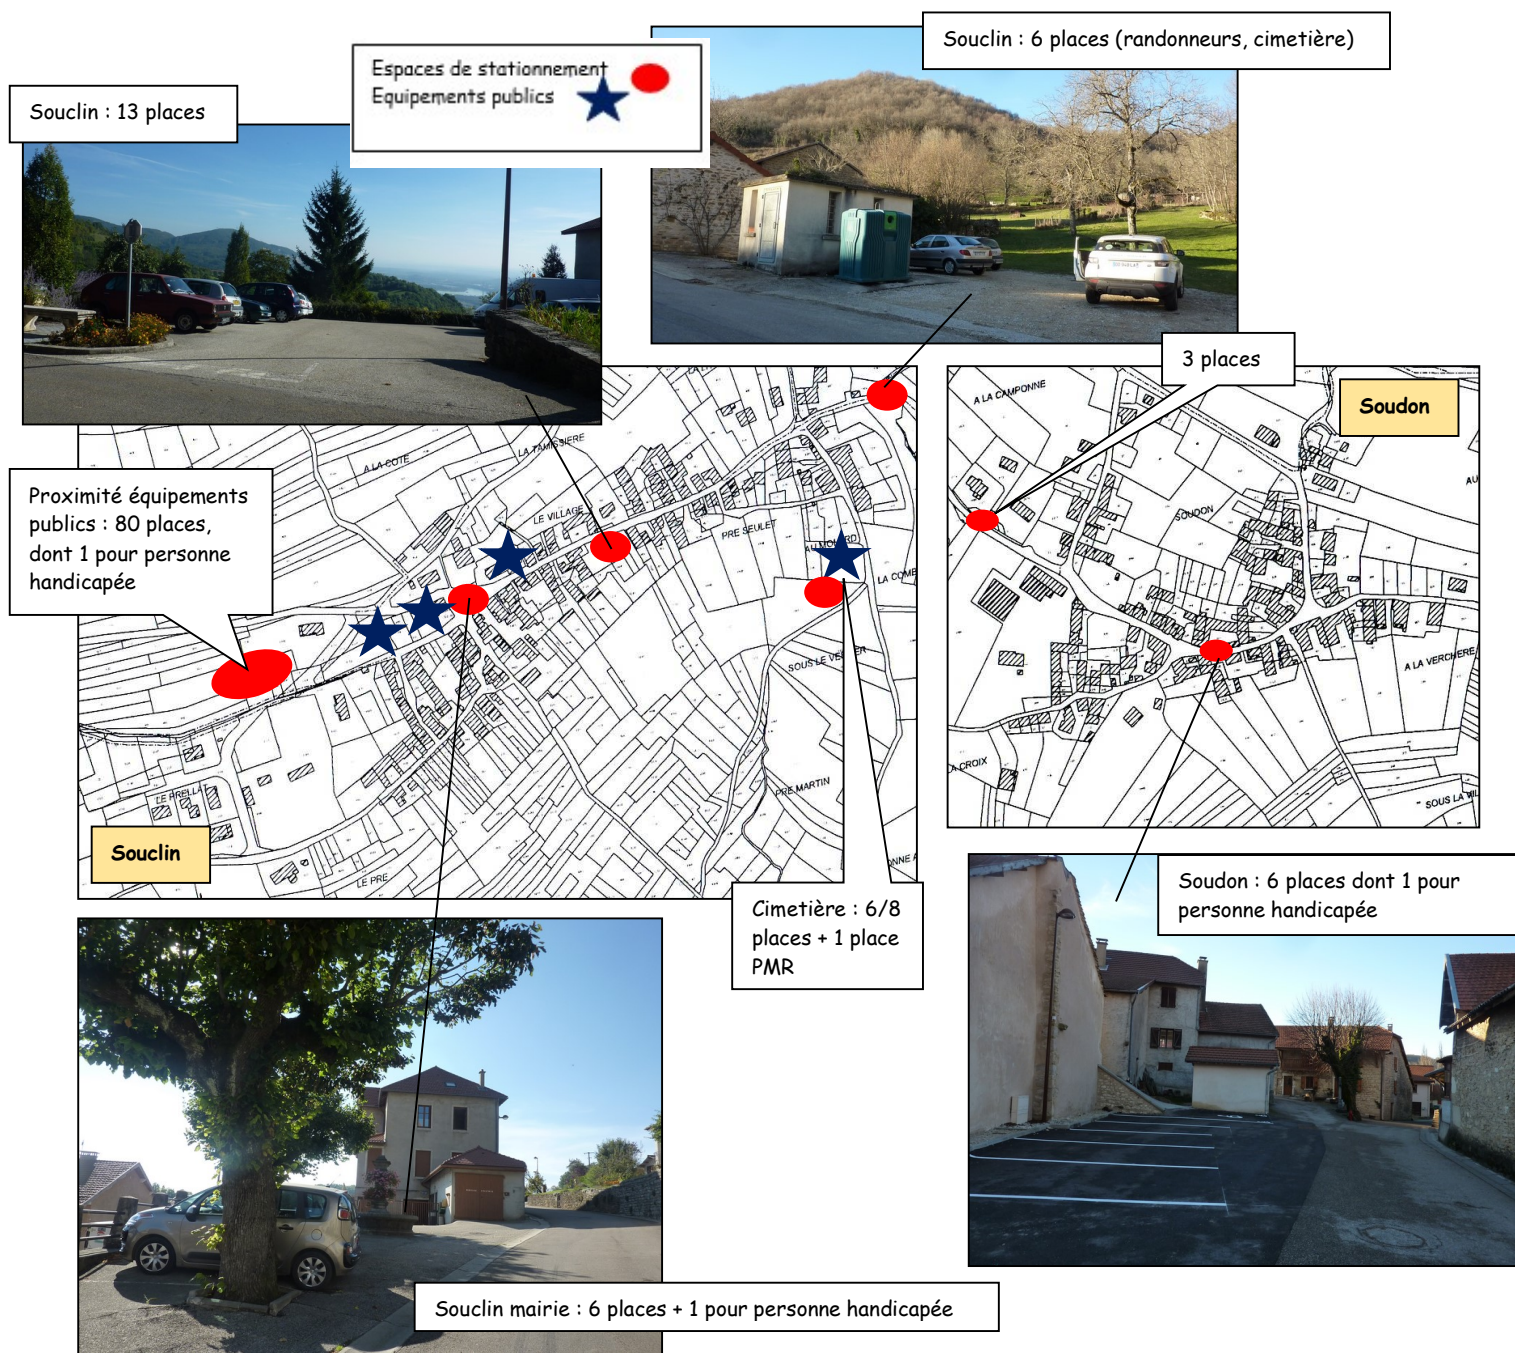 Souclin : 6 places (randonneurs, cimetière)
Espaces de stationnement
Equipements publics
Souclin : 13 places
3 places
Soudon
A LA CAMPONNE
SOUDON
A LA VERCHERE
LA CROIX
Proximité équipements
publics : 80 places,
dont 1 pour personne
handicapée
A LA COTE
LA TAMISSIERE
LE VILLAGE
PRE SEULET
SOUS LE VERGER
PRE MARTIN
LE PRELLAT
LE PRE
Souclin
Cimetière : 6/8
places + 1 place
PMR
Soudon : 6 places dont 1 pour
personne handicapée
Souclin mairie : 6 places + 1 pour personne handicapée